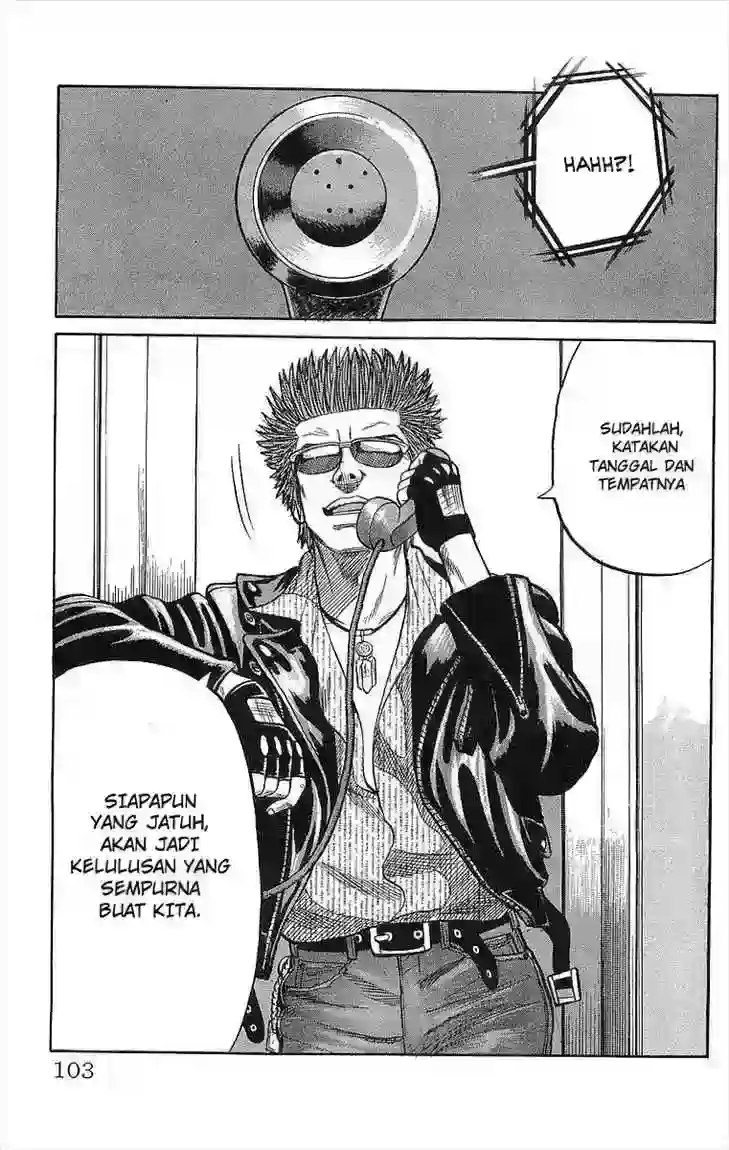 HAHH?!
SUDAHLAH,
KATAKAN
TANGGAL DAN
TEMPATNYA
SIAPAPUN
YANG JATUH,
AKAN JADI
KELULUSAN YANG
SEMPURNA
BUAT KITA.
103